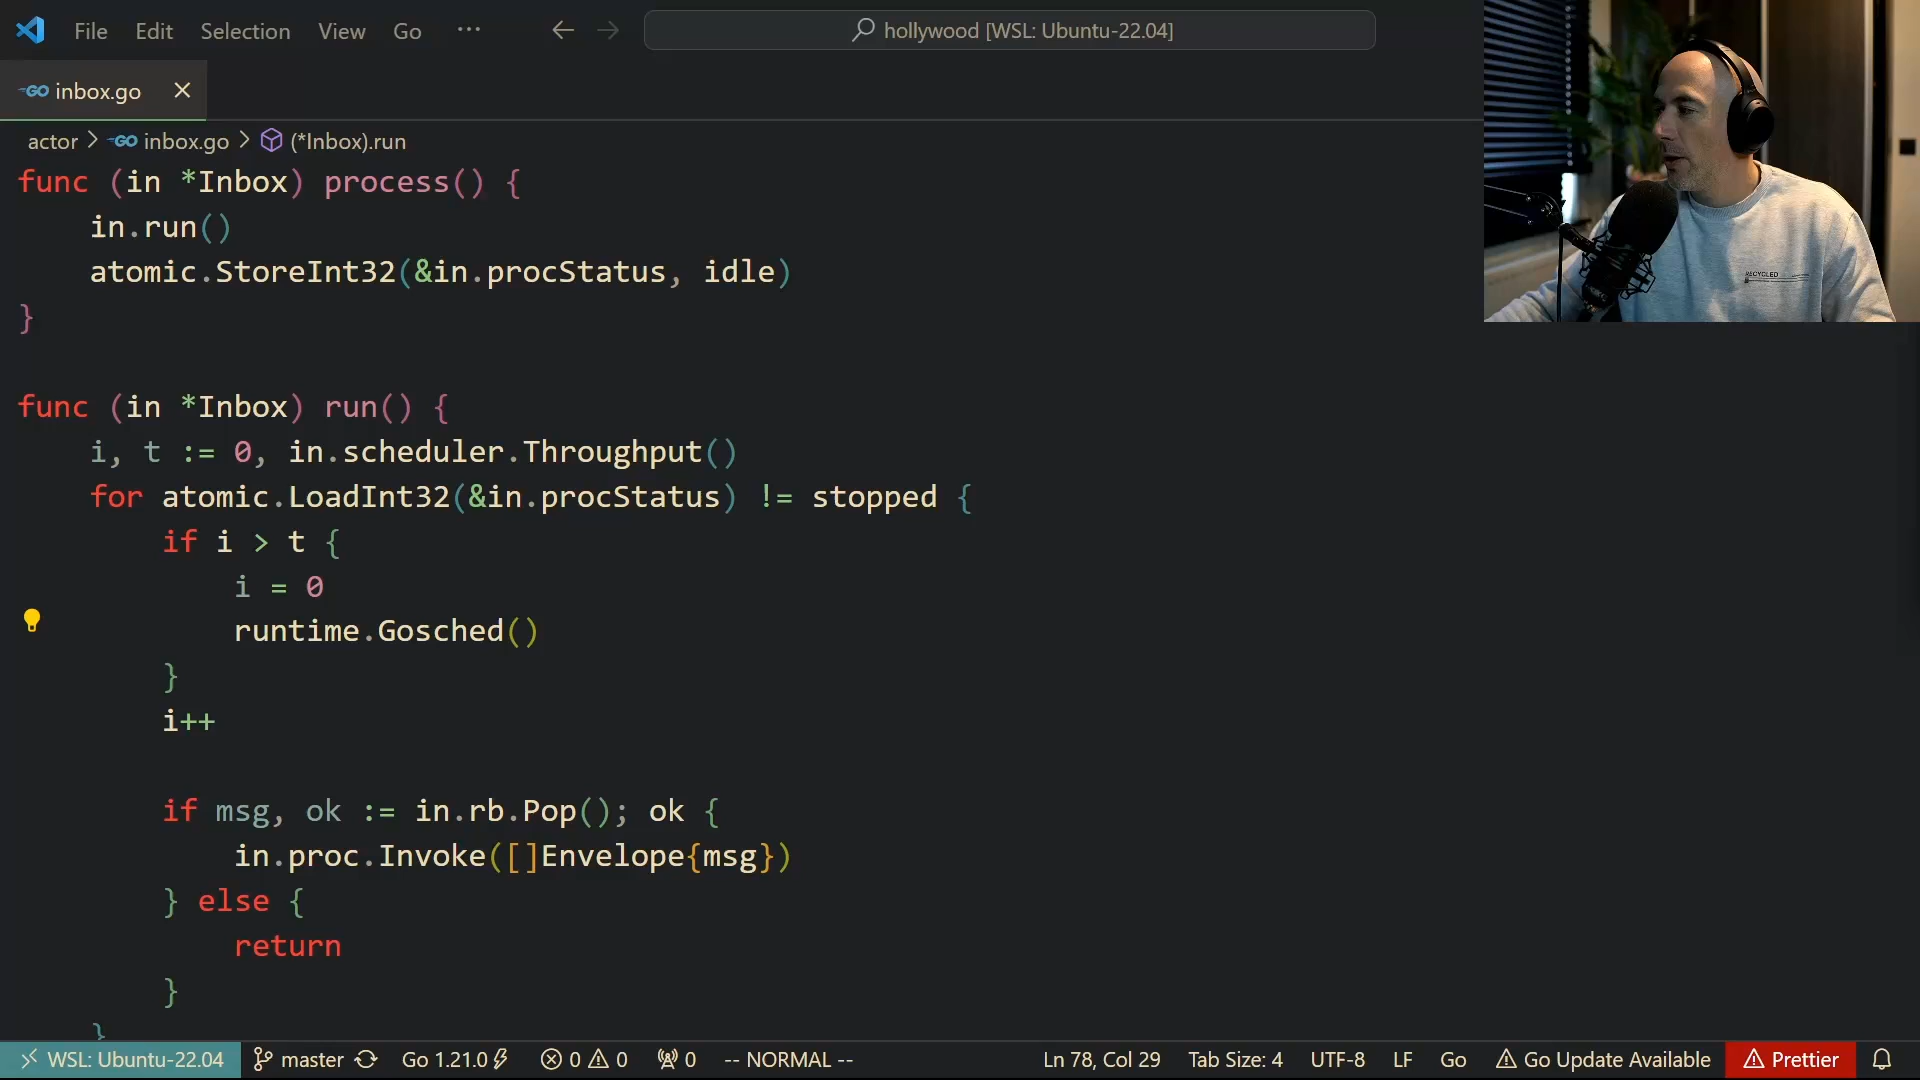 File Edit Selection View Go ··· hollywood [WSL: Ubuntu-22.04]
GO inbox.go
actor > GO inbox.go > (*Inbox).run
func (in *Inbox) process() {
in.run()
atomic.StoreInt32(&in.procStatus, idle)
}
func (in *Inbox) run() {
i, t := 0, in.scheduler.Throughput()
for atomic.LoadInt32(&in.procStatus) != stopped {
if i > t {
i = 0
runtime.Gosched()
}
i++
if msg, ok := in.rb.Pop(); ok {
in.proc.Invoke([]Envelope{msg})
} else {
return
}
}
RECYCLED
WSL: Ubuntu-22.04 master Go 1.21.0 0 0 0 -- NORMAL -- Ln 78, Col 29 Tab Size: 4 UTF-8 LF Go Go Update Available Prettier